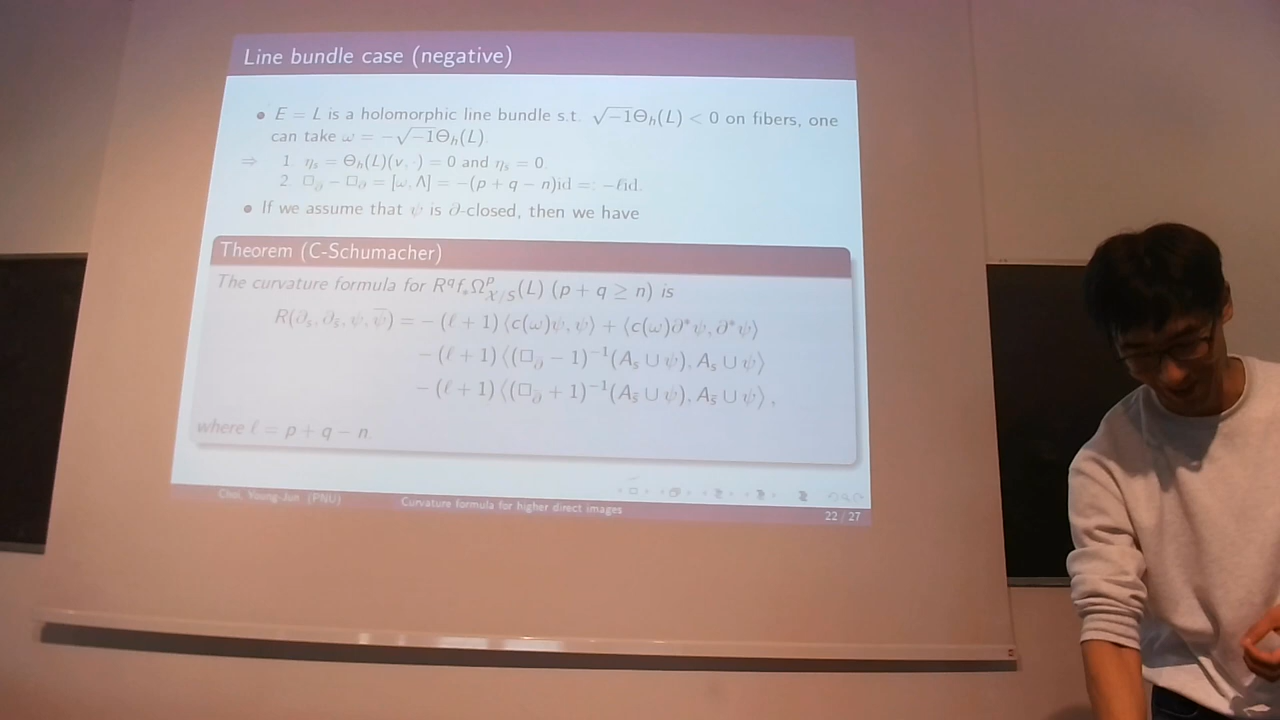 Line bundle case (negative)
• E = L is a holomorphic line bundle s.t. √−1Θ_h(L) < 0 on fibers, one
can take ω = −√−1Θ_h(L).
⇒ 1. η_s = Θ_h(L)(v, ·) = 0 and η_s̄ = 0.
2. □_∂ − □_∂̄ = [ω, Λ] = −(p + q − n)id =: −ℓid.
• If we assume that ψ is ∂-closed, then we have
Theorem (C-Schumacher)
The curvature formula for R^q f_*Ω^p_{𝒳/S}(L) (p + q ≥ n) is
R(∂_s, ∂_s̄, ψ, ψ̄) = − (ℓ + 1) ⟨c(ω)ψ, ψ⟩ + ⟨c(ω)∂*ψ, ∂*ψ⟩
− (ℓ + 1) ⟨(□_∂ − 1)^{−1}(A_s ∪ ψ), A_s ∪ ψ⟩
− (ℓ + 1) ⟨(□_∂ + 1)^{−1}(A_s̄ ∪ ψ), A_s̄ ∪ ψ⟩ ,
where ℓ = p + q − n.
Choi, Young-Jun (PNU) Curvature formula for higher direct images 22 / 27